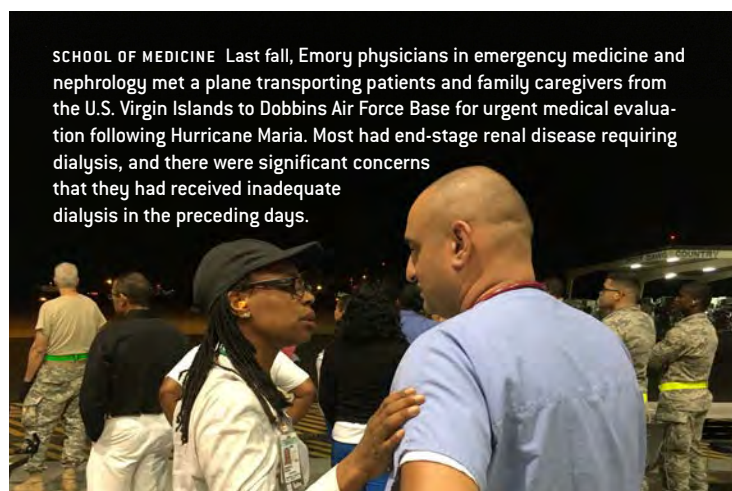 SCHOOL OF MEDICINE Last fall, Emory physicians in emergency medicine and
nephrology met a plane transporting patients and family caregivers from
the U.S. Virgin Islands to Dobbins Air Force Base for urgent medical evalua-
tion following Hurricane Maria. Most had end-stage renal disease requiring
dialysis, and there were significant concerns
that they had received inadequate
dialysis in the preceding days.
COUNTRY